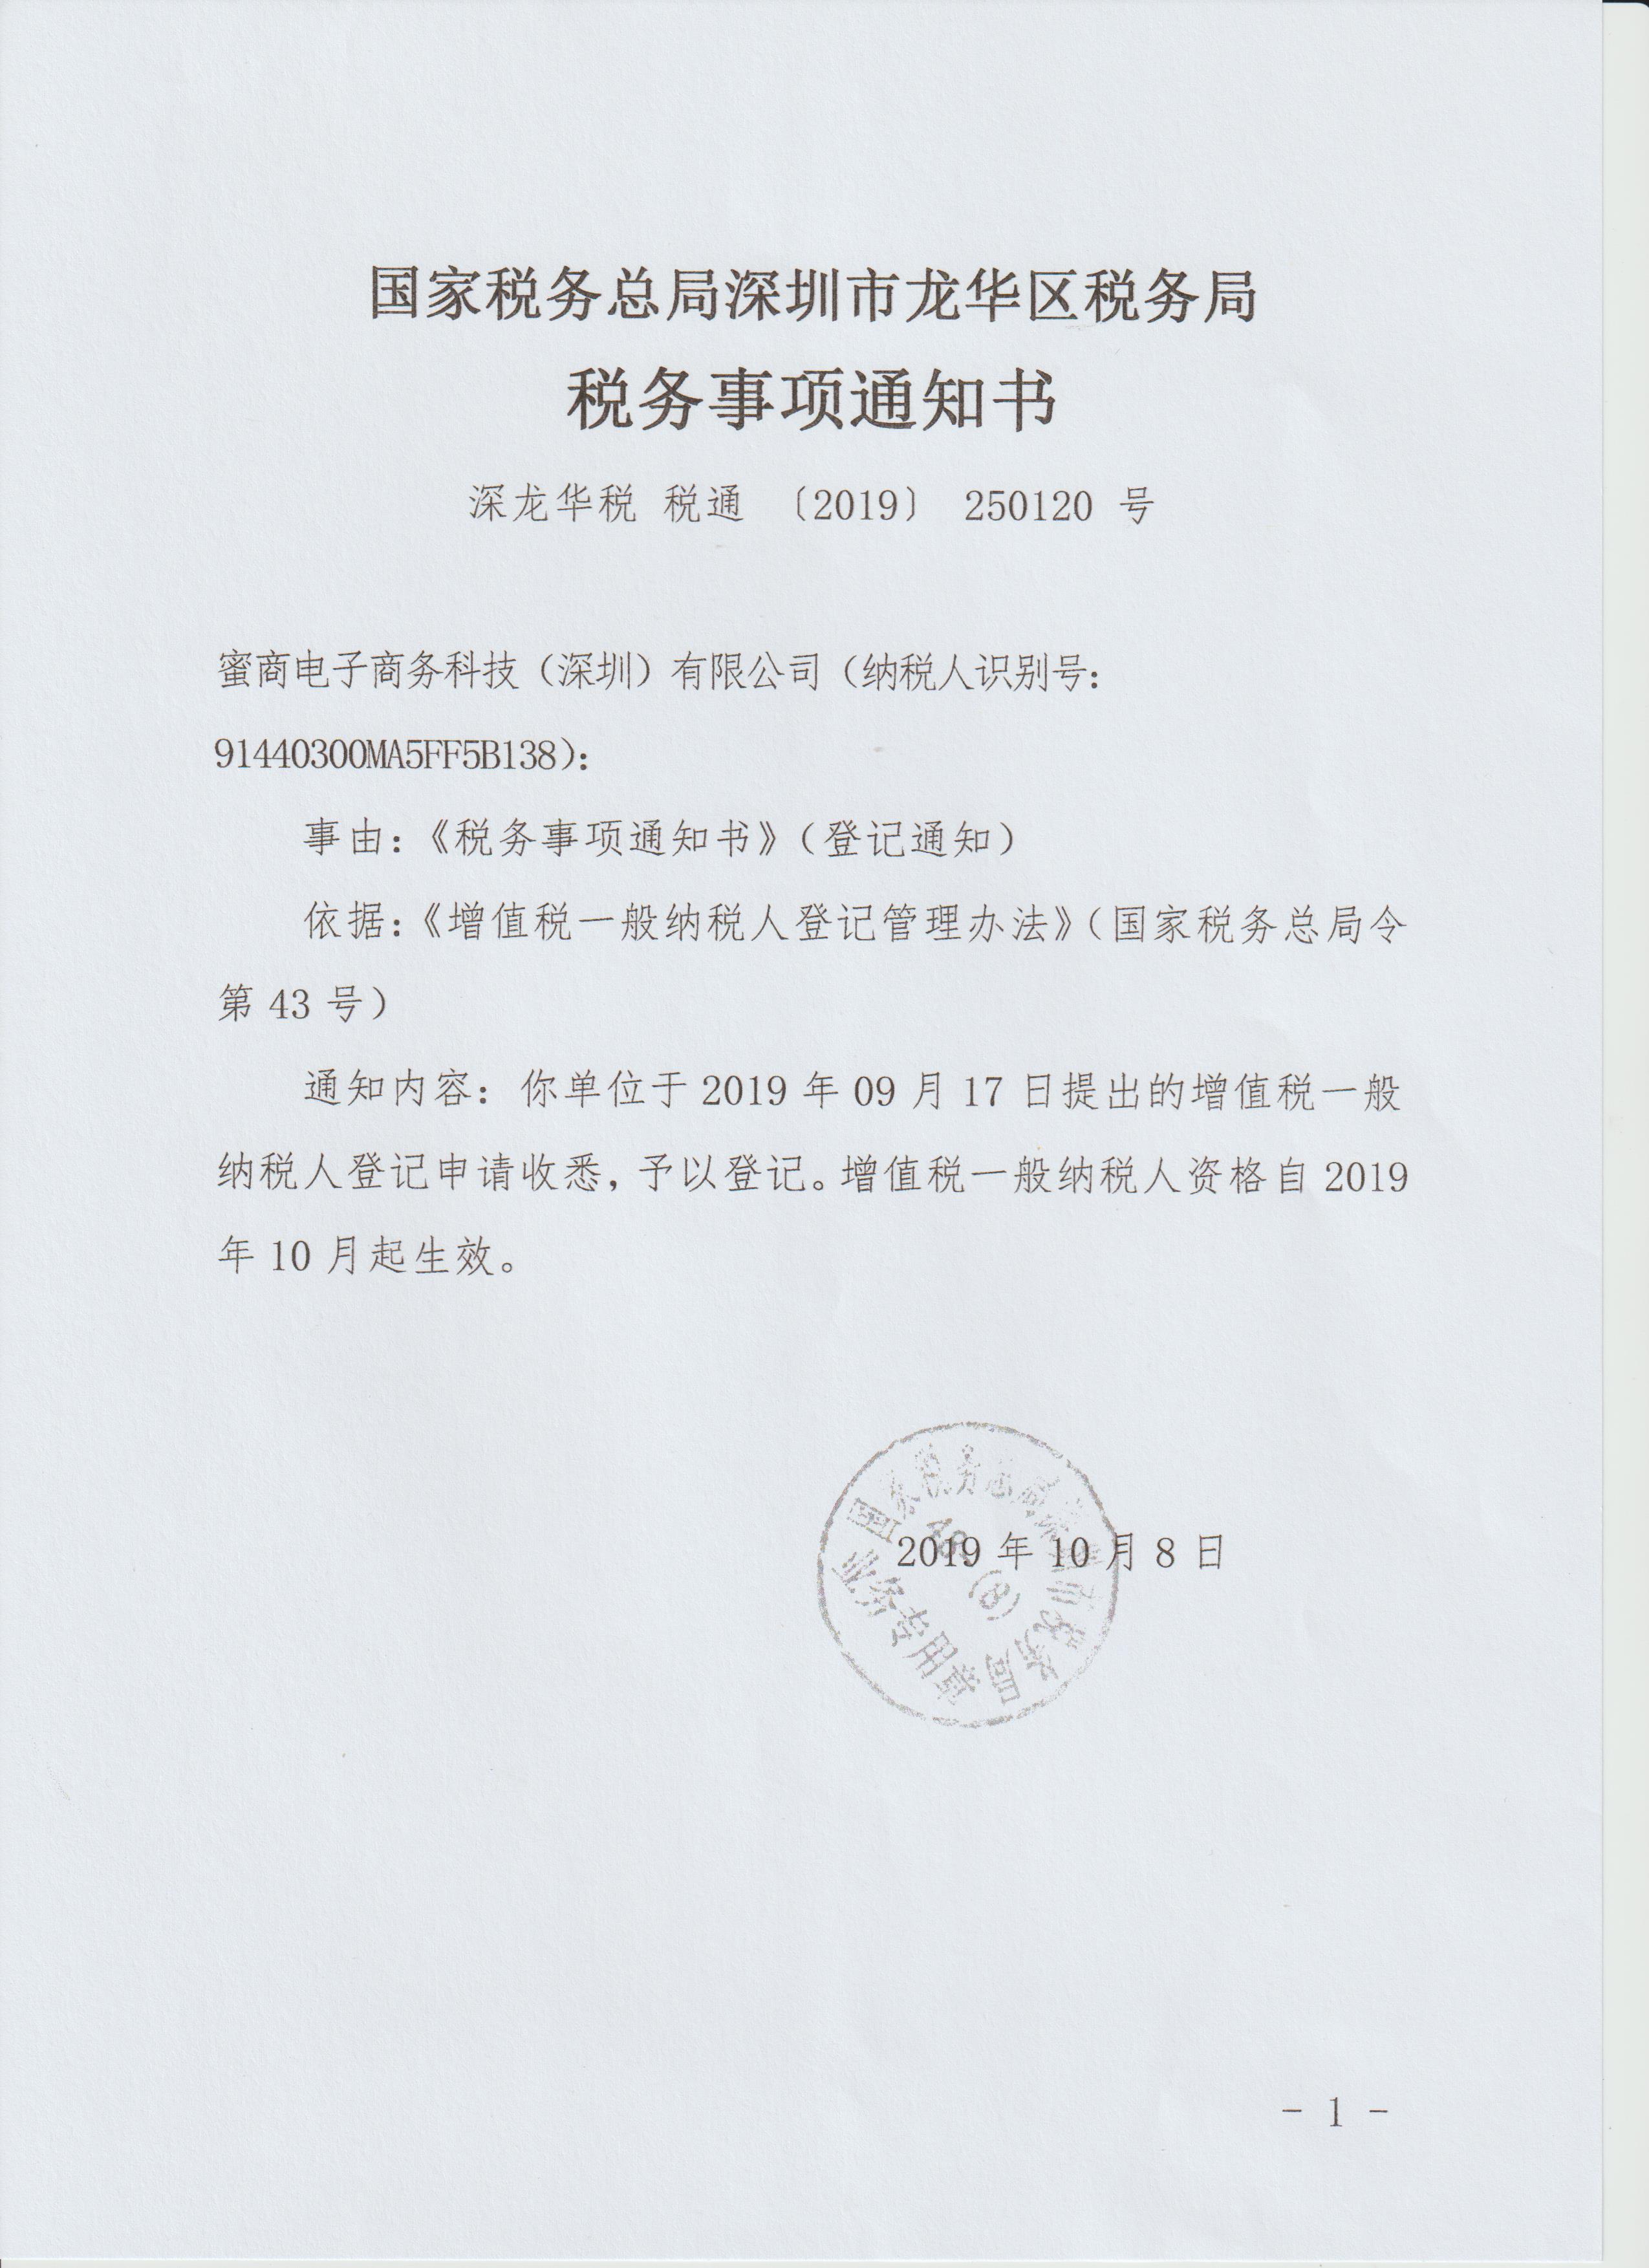 国家税务总局深圳市龙华区税务局
税务事项通知书
深龙华税 税通 〔2019〕 250120 号
蜜商电子商务科技（深圳）有限公司（纳税人识别号：
91440300MA5FF5B138）：
事由：《税务事项通知书》（登记通知）
依据：《增值税一般纳税人登记管理办法》（国家税务总局令
第 43 号）
通知内容：你单位于 2019 年 09 月 17 日提出的增值税一般
纳税人登记申请收悉，予以登记。增值税一般纳税人资格自 2019
年 10 月起生效。
国家税务总局深圳市税务局
2019 年 10 月 8 日
(8)
业务专用章
- 1 -